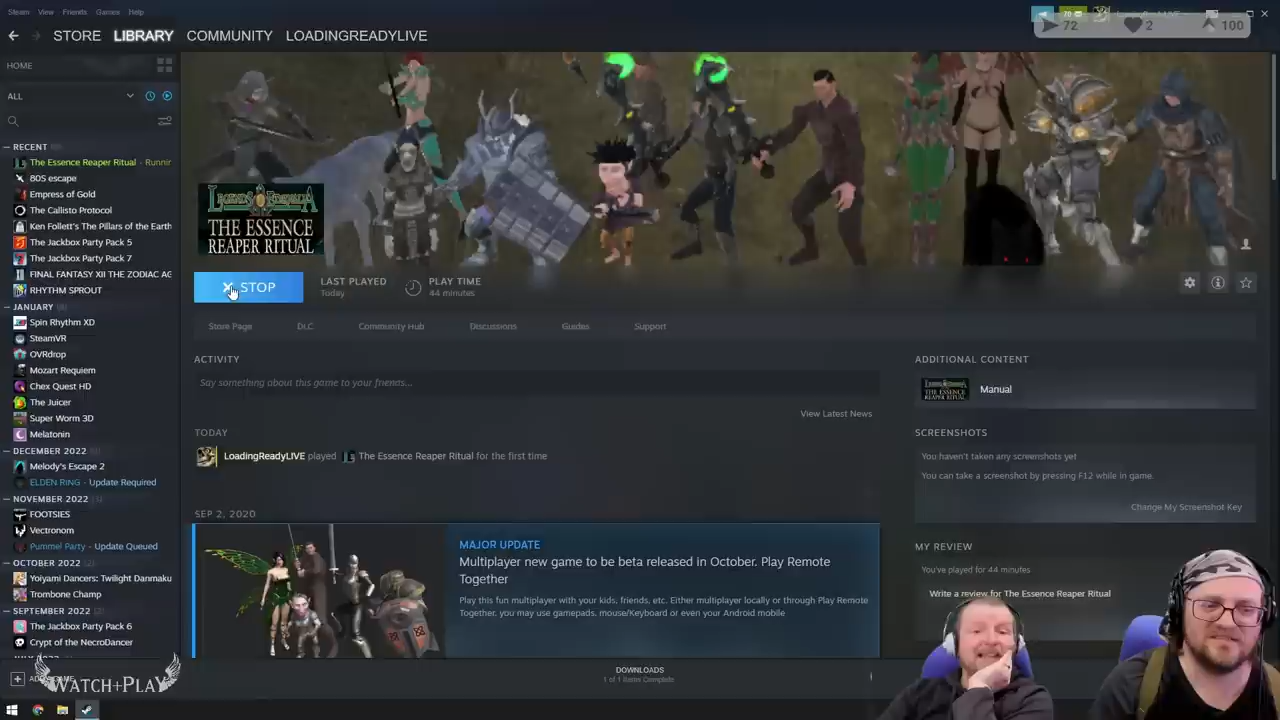 Steam View Friends Games Help
72 2 100
STORE LIBRARY COMMUNITY LOADINGREADYLIVE
HOME
ALL
RECENT
The Essence Reaper Ritual - Runnir
80S escape
Empress of Gold
The Callisto Protocol
Ken Follett's The Pillars of the Earth
The Jackbox Party Pack 5
The Jackbox Party Pack 7
FINAL FANTASY XII THE ZODIAC AG
RHYTHM SPROUT
JANUARY
Spin Rhythm XD
SteamVR
OVRdrop
Mozart Requiem
Chex Quest HD
The Juicer
Super Worm 3D
Melatonin
DECEMBER 2022
Melody's Escape 2
ELDEN RING - Update Required
NOVEMBER 2022
FOOTSIES
Vectronom
Pummel Party - Update Queued
OCTOBER 2022
Yoiyami Dancers: Twilight Danmaku
Trombone Champ
SEPTEMBER 2022
The Jackbox Party Pack 6
Crypt of the NecroDancer
WATCH+PLAY
THE ESSENCE
REAPER RITUAL
STOP
LAST PLAYED
Today
PLAY TIME
44 minutes
Store Page DLC Community Hub Discussions Guides Support
ACTIVITY
Say something about this game to your friends...
View Latest News
TODAY
LoadingReadyLIVE played The Essence Reaper Ritual for the first time
SEP 2, 2020
MAJOR UPDATE
Multiplayer new game to be beta released in October. Play Remote
Together
Play this fun multiplayer with your kids, friends, etc. Either multiplayer locally or through Play Remote
Together. you may use gamepads, mouse/Keyboard or even your Android mobile
ADDITIONAL CONTENT
THE ESSENCE
REAPER RITUAL
Manual
SCREENSHOTS
You haven't taken any screenshots yet
You can take a screenshot by pressing F12 while in game.
Change My Screenshot Key
MY REVIEW
You've played for 44 minutes
Write a review for The Essence Reaper Ritual
DOWNLOADS
1 of 1 Items Complete